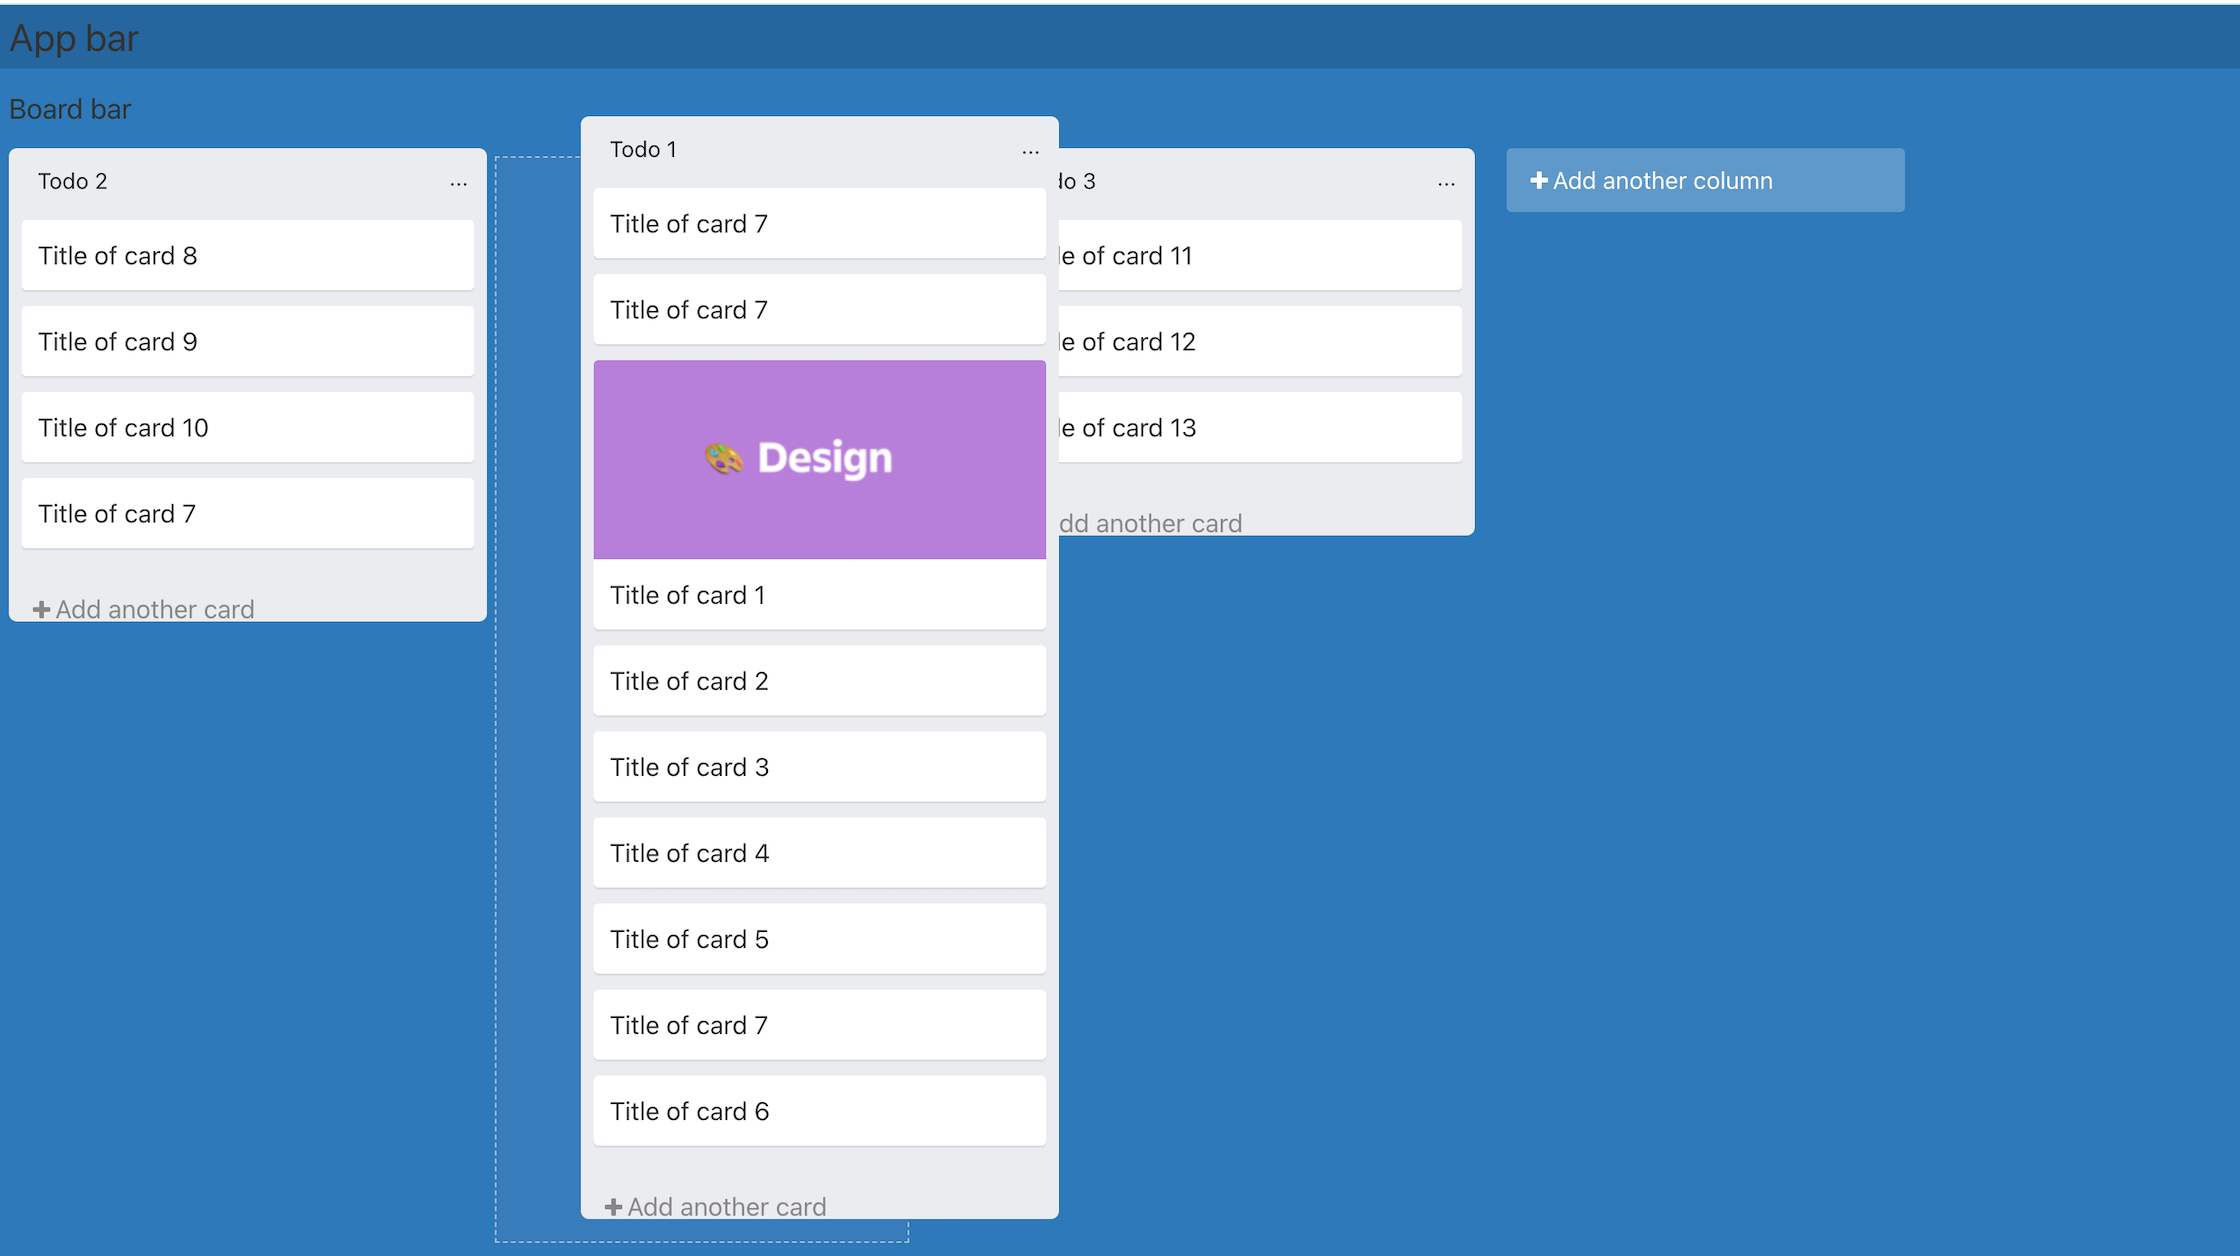 App bar
Board bar
Todo 2
...
Title of card 8
Title of card 9
Title of card 10
Title of card 7
Add another card
Todo 1
...
Title of card 7
Title of card 7
Design
Title of card 1
Title of card 2
Title of card 3
Title of card 4
Title of card 5
Title of card 7
Title of card 6
Add another card
do 3
...
le of card 11
le of card 12
le of card 13
dd another card
Add another column